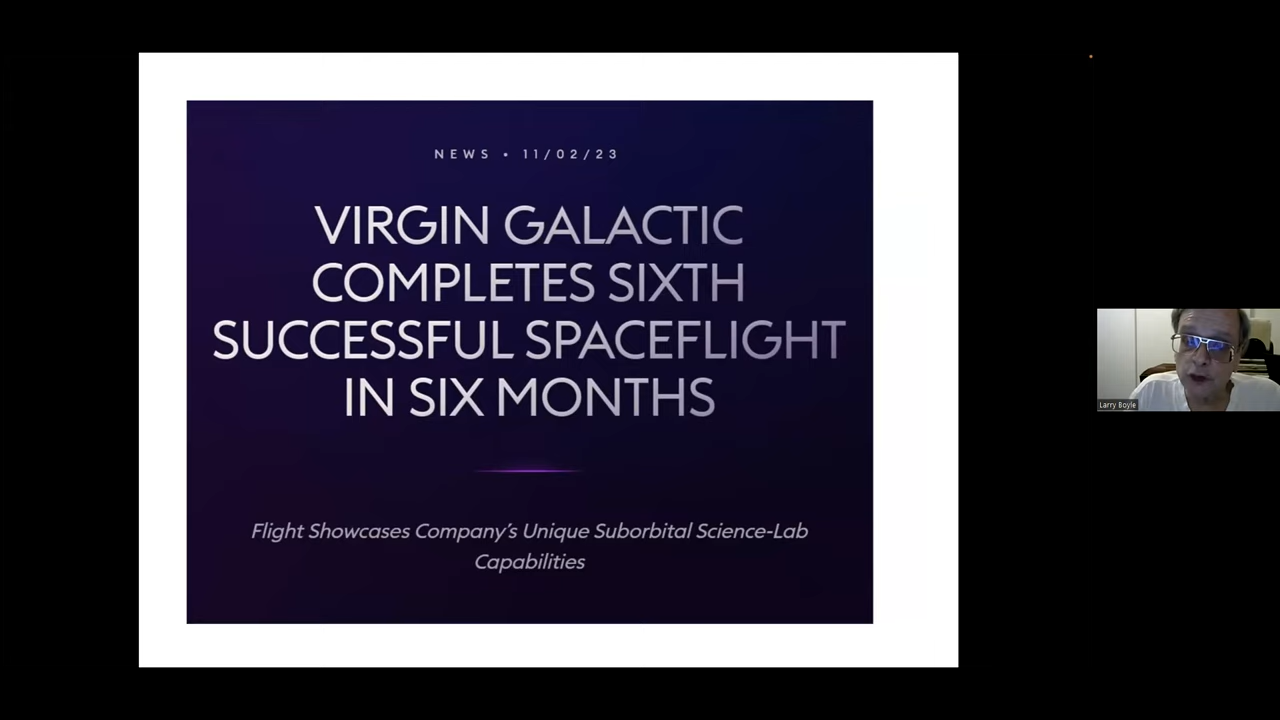 NEWS • 11/02/23
VIRGIN GALACTIC
COMPLETES SIXTH
SUCCESSFUL SPACEFLIGHT
IN SIX MONTHS
Flight Showcases Company's Unique Suborbital Science-Lab
Capabilities
Larry Boyle